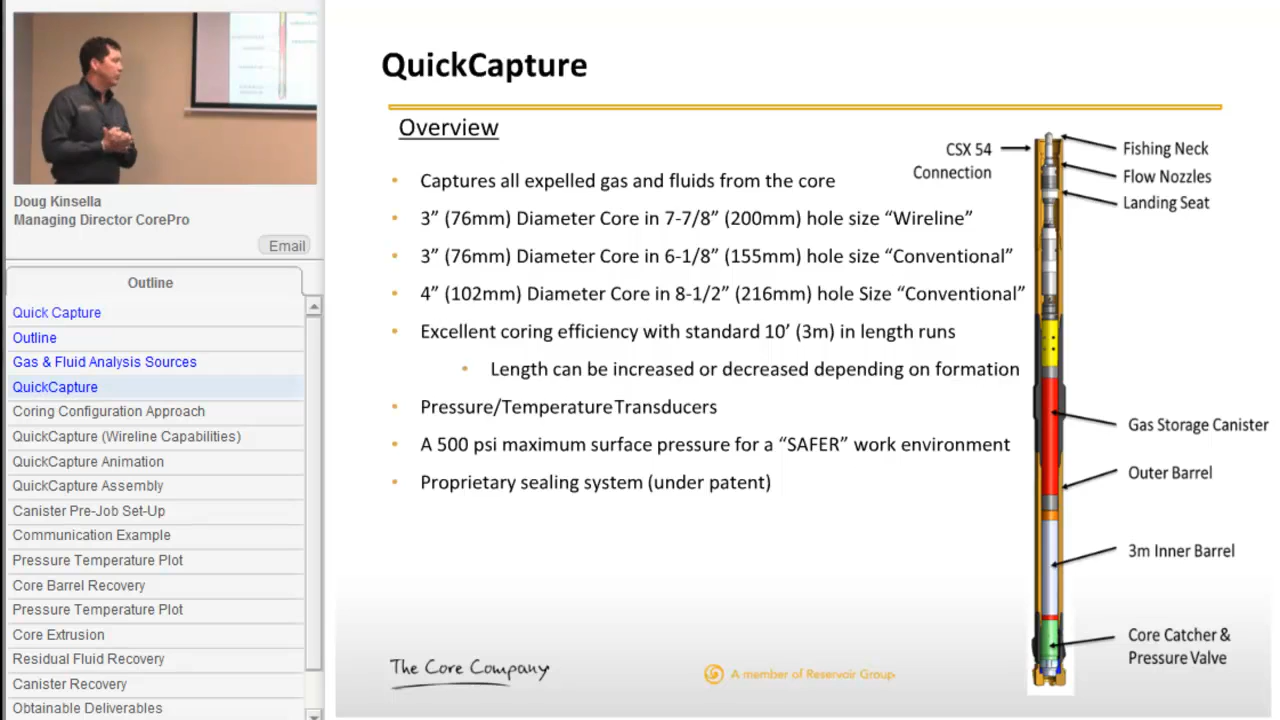 Doug Kinsella
Managing Director CorePro
Email
Outline
Quick Capture
Outline
Gas & Fluid Analysis Sources
QuickCapture
Coring Configuration Approach
QuickCapture (Wireline Capabilities)
QuickCapture Animation
QuickCapture Assembly
Canister Pre-Job Set-Up
Communication Example
Pressure Temperature Plot
Core Barrel Recovery
Pressure Temperature Plot
Core Extrusion
Residual Fluid Recovery
Canister Recovery
Obtainable Deliverables
QuickCapture
Overview
• Captures all expelled gas and fluids from the core
• 3” (76mm) Diameter Core in 7-7/8” (200mm) hole size “Wireline”
• 3” (76mm) Diameter Core in 6-1/8” (155mm) hole size “Conventional”
• 4” (102mm) Diameter Core in 8-1/2” (216mm) hole Size “Conventional”
• Excellent coring efficiency with standard 10’ (3m) in length runs
• Length can be increased or decreased depending on formation
• Pressure/Temperature Transducers
• A 500 psi maximum surface pressure for a “SAFER” work environment
• Proprietary sealing system (under patent)
CSX 54
Connection
Fishing Neck
Flow Nozzles
Landing Seat
Gas Storage Canister
Outer Barrel
3m Inner Barrel
Core Catcher &
Pressure Valve
The Core Company
A member of Reservoir Group.